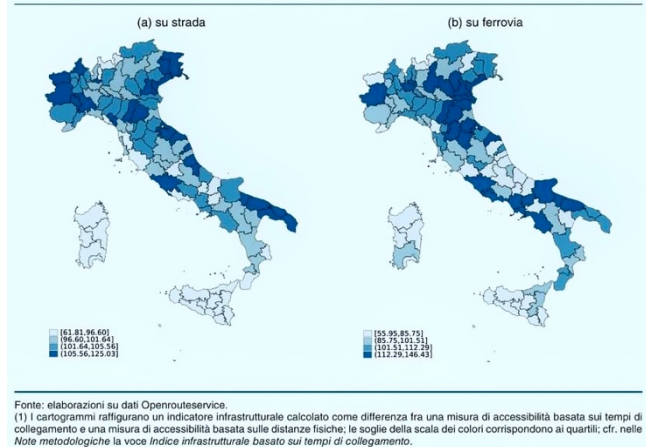 (a) su strada
(b) su ferrovia
[61.81,96.60]
(96.60,101.64]
(101.64,105.56]
(105.56,125.03]
[55.95,85.75]
(85.75,101.51]
(101.51,112.29]
(112.29,146.43]
Fonte: elaborazioni su dati Openrouteservice.
(1) I cartogrammi raffigurano un indicatore infrastrutturale calcolato come differenza fra una misura di accessibilità basata sui tempi di
collegamento e una misura di accessibilità basata sulle distanze fisiche; le soglie della scala dei colori corrispondono ai quartili; cfr. nelle
Note metodologiche la voce Indice infrastrutturale basato sui tempi di collegamento.